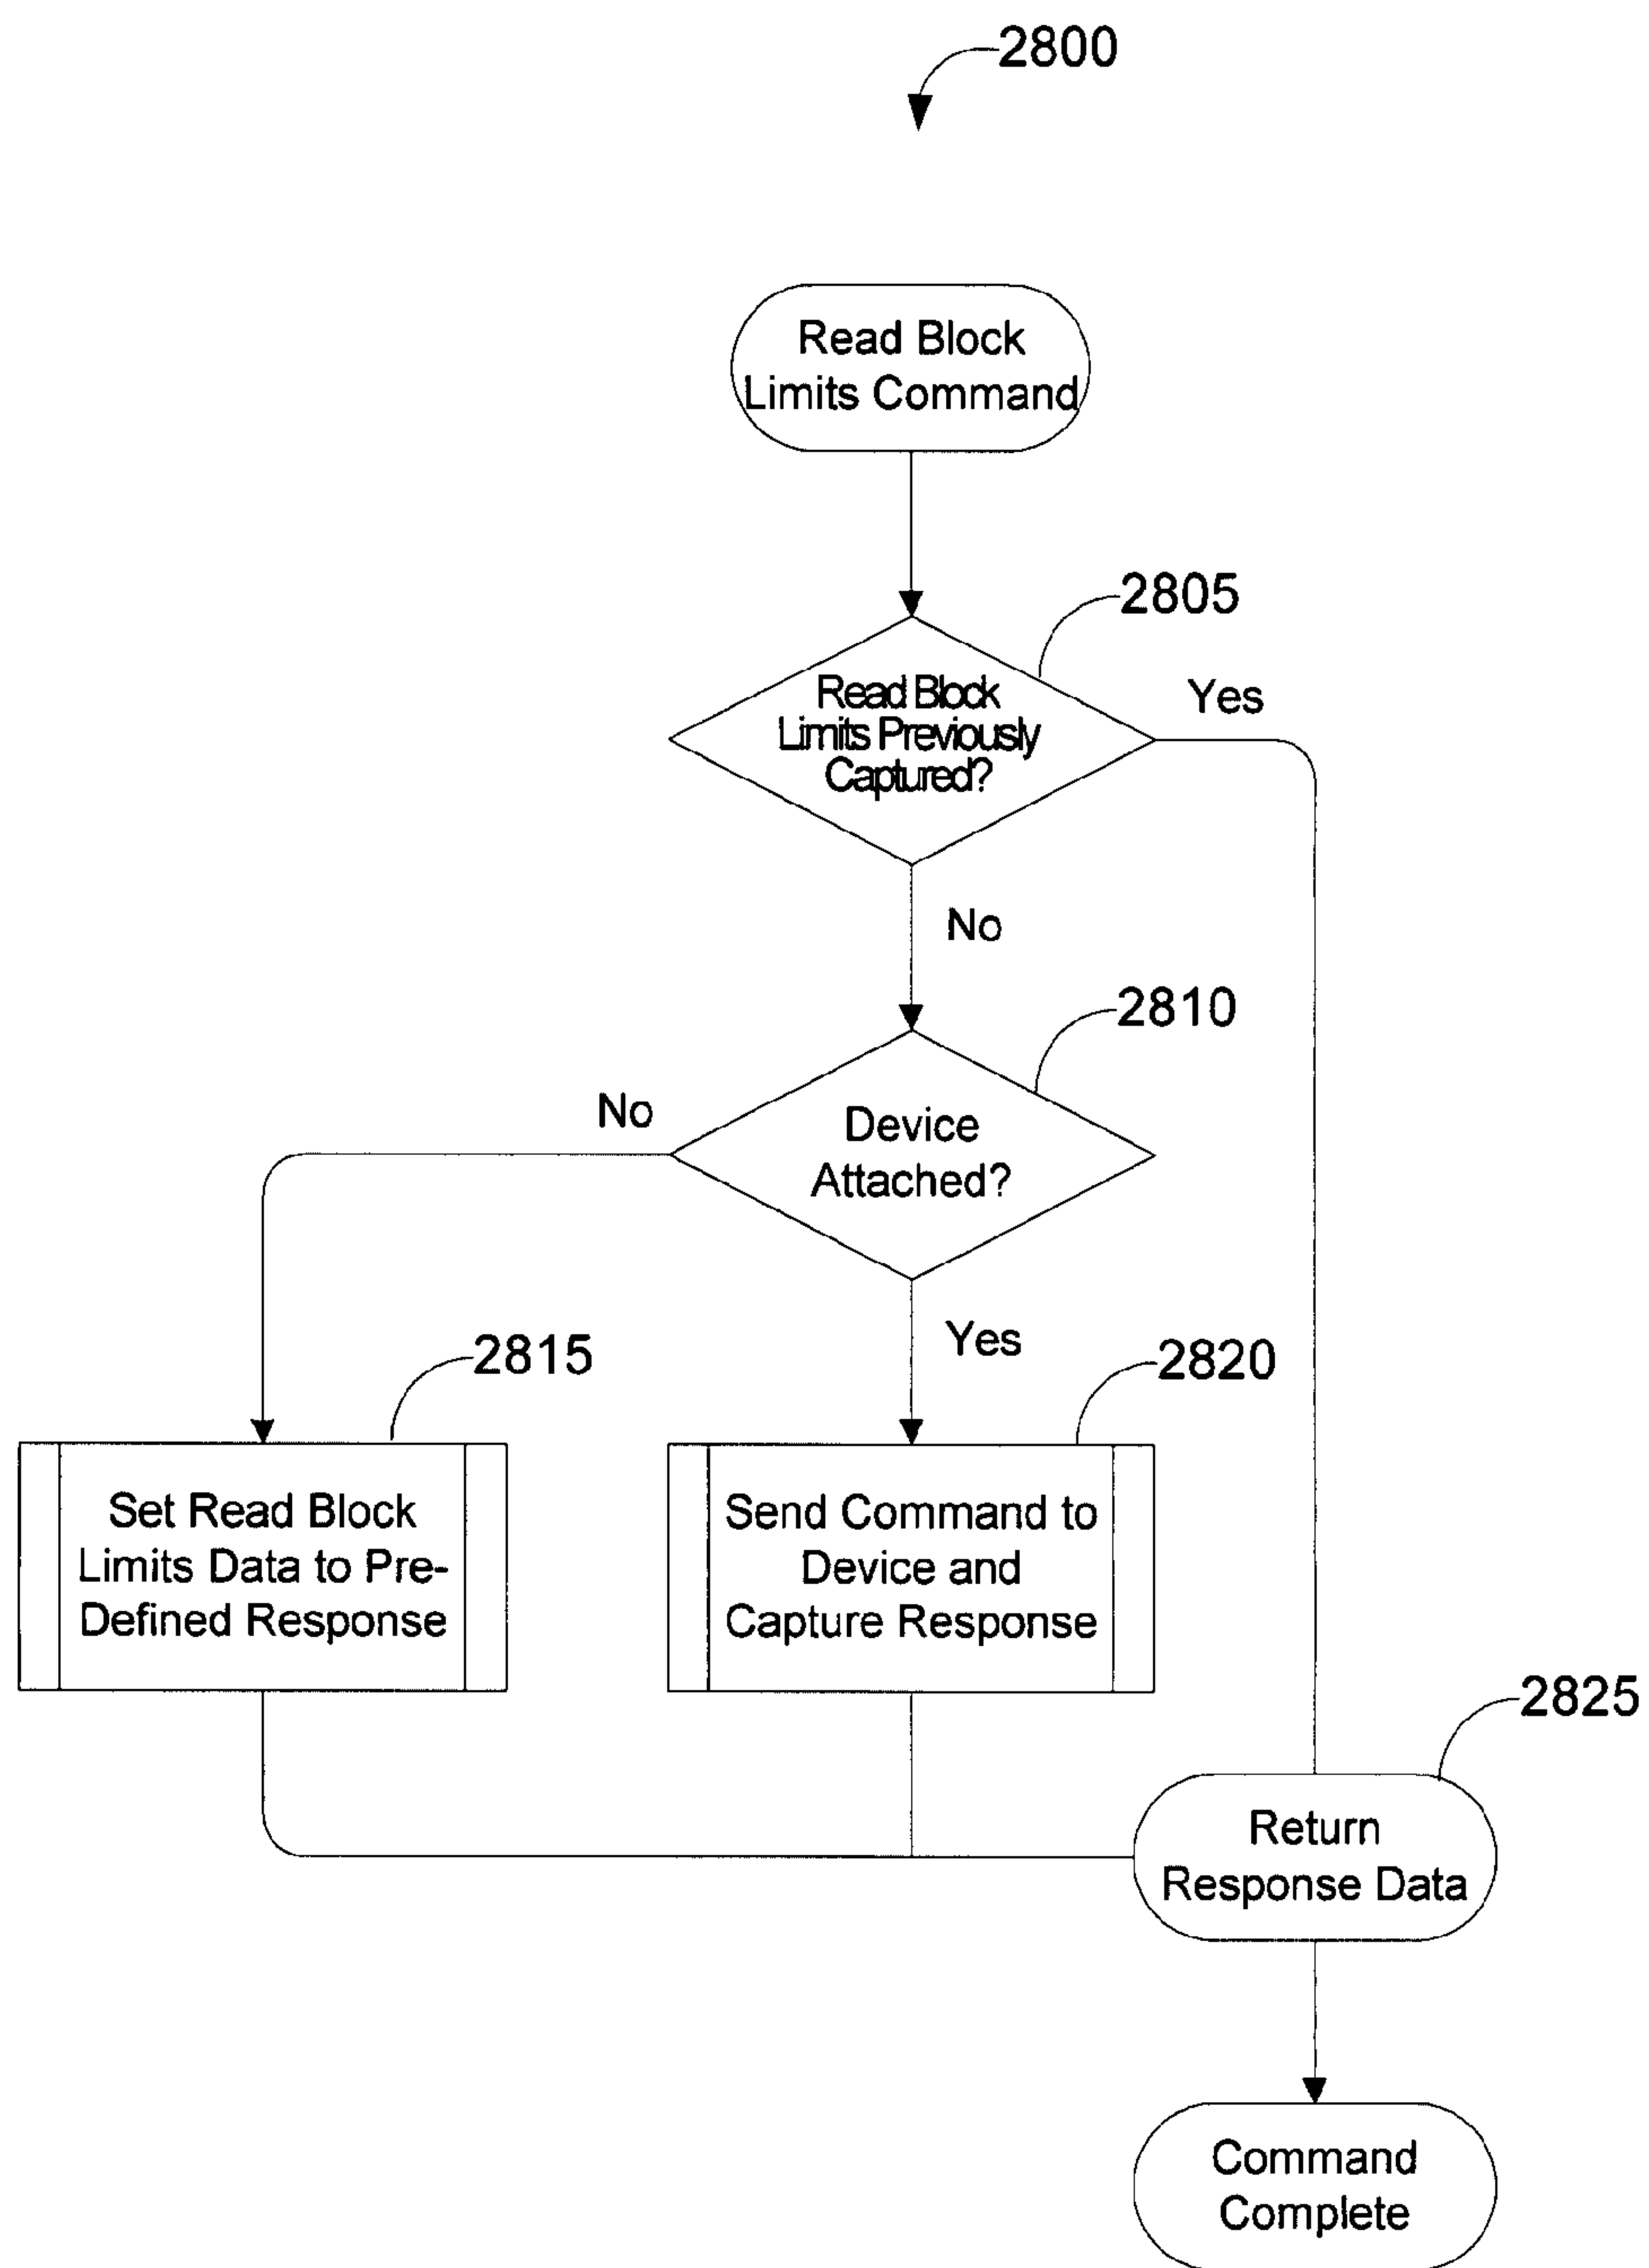 2800
Read Block
Limits Command
2805
Read Block
Limits Previously
Captured?
Yes
No
2810
No
Device
Attached?
Yes
2815
2820
Set Read Block
Limits Data to Pre-
Defined Response
Send Command to
Device and
Capture Response
2825
Return
Response Data
Command
Complete